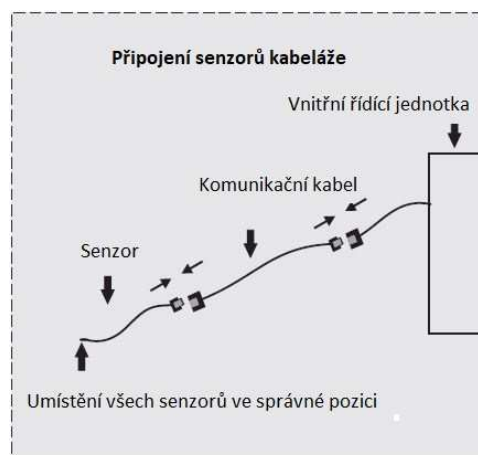 Připojení senzorů kabeláže
Vnitřní řídící jednotka
Komunikační kabel
Senzor
Umístění všech senzorů ve správné pozici